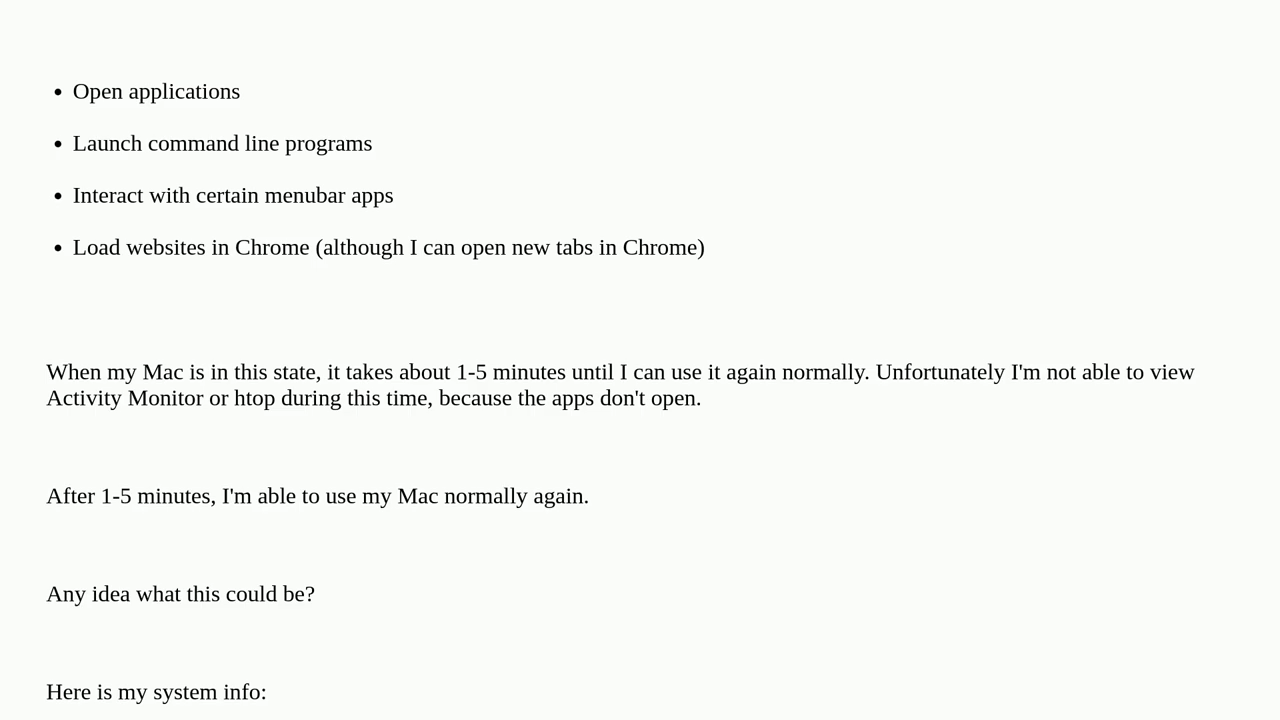 • Open applications
• Launch command line programs
• Interact with certain menubar apps
• Load websites in Chrome (although I can open new tabs in Chrome)
When my Mac is in this state, it takes about 1-5 minutes until I can use it again normally. Unfortunately I'm not able to view
Activity Monitor or htop during this time, because the apps don't open.
After 1-5 minutes, I'm able to use my Mac normally again.
Any idea what this could be?
Here is my system info: